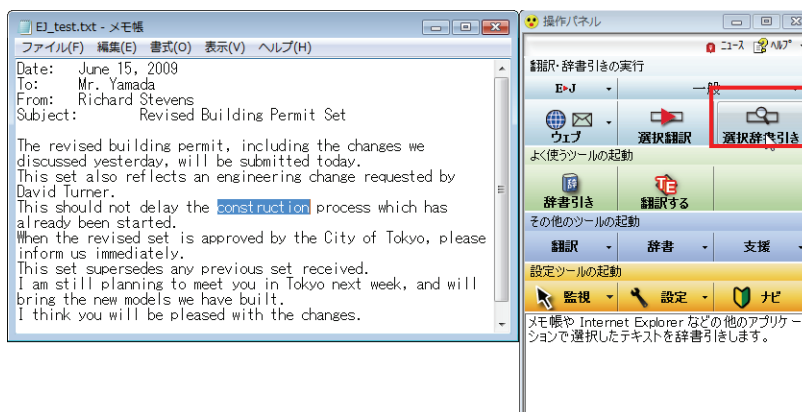 EJ_test.txt - メモ帳
ファイル(F) 編集(E) 書式(O) 表示(V) ヘルプ(H)
Date: June 15, 2009
To: Mr. Yamada
From: Richard Stevens
Subject: Revised Building Permit Set
The revised building permit, including the changes we
discussed yesterday, will be submitted today.
This set also reflects an engineering change requested by
David Turner.
This should not delay the construction process which has
already been started.
When the revised set is approved by the City of Tokyo, please
inform us immediately.
This set supersedes any previous set received.
I am still planning to meet you in Tokyo next week, and will
bring the new models we have built.
I think you will be pleased with the changes.
操作パネル
ニュース ヘルプ
翻訳・辞書引きの実行
E▶J 一般
ウェブ 選択翻訳 選択辞書引き
よく使うツールの起動
辞書引き 翻訳する
その他のツールの起動
翻訳 辞書 支援
設定ツールの起動
監視 設定 ナビ
メモ帳や Internet Explorer などの他のアプリケー
ションで選択したテキストを辞書引きします。